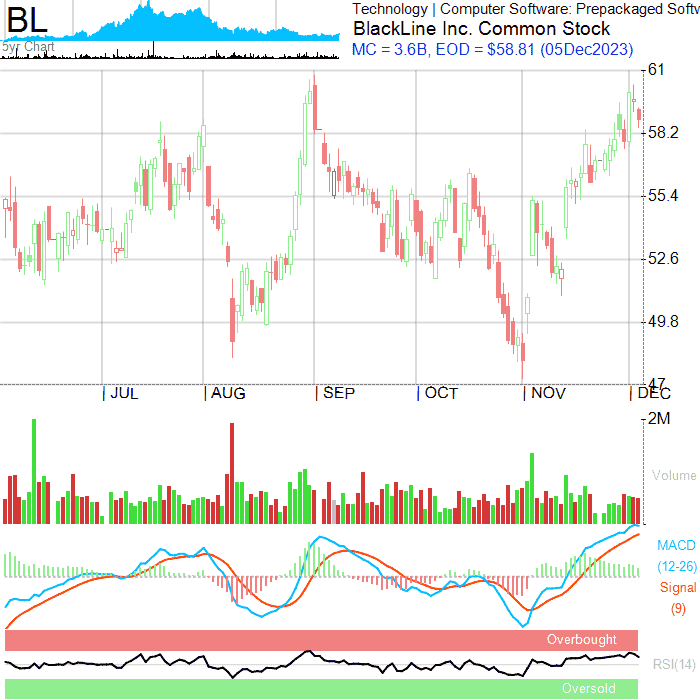 BL
5yr Chart
Technology | Computer Software: Prepackaged Softw
BlackLine Inc. Common Stock
MC = 3.6B, EOD = $58.81 (05Dec2023)
61
58.2
55.4
52.6
49.8
47
| JUL | AUG | SEP | OCT | NOV | DEC
2M
Volume
MACD
(12-26)
Signal
(9)
Overbought
RSI(14)
Oversold